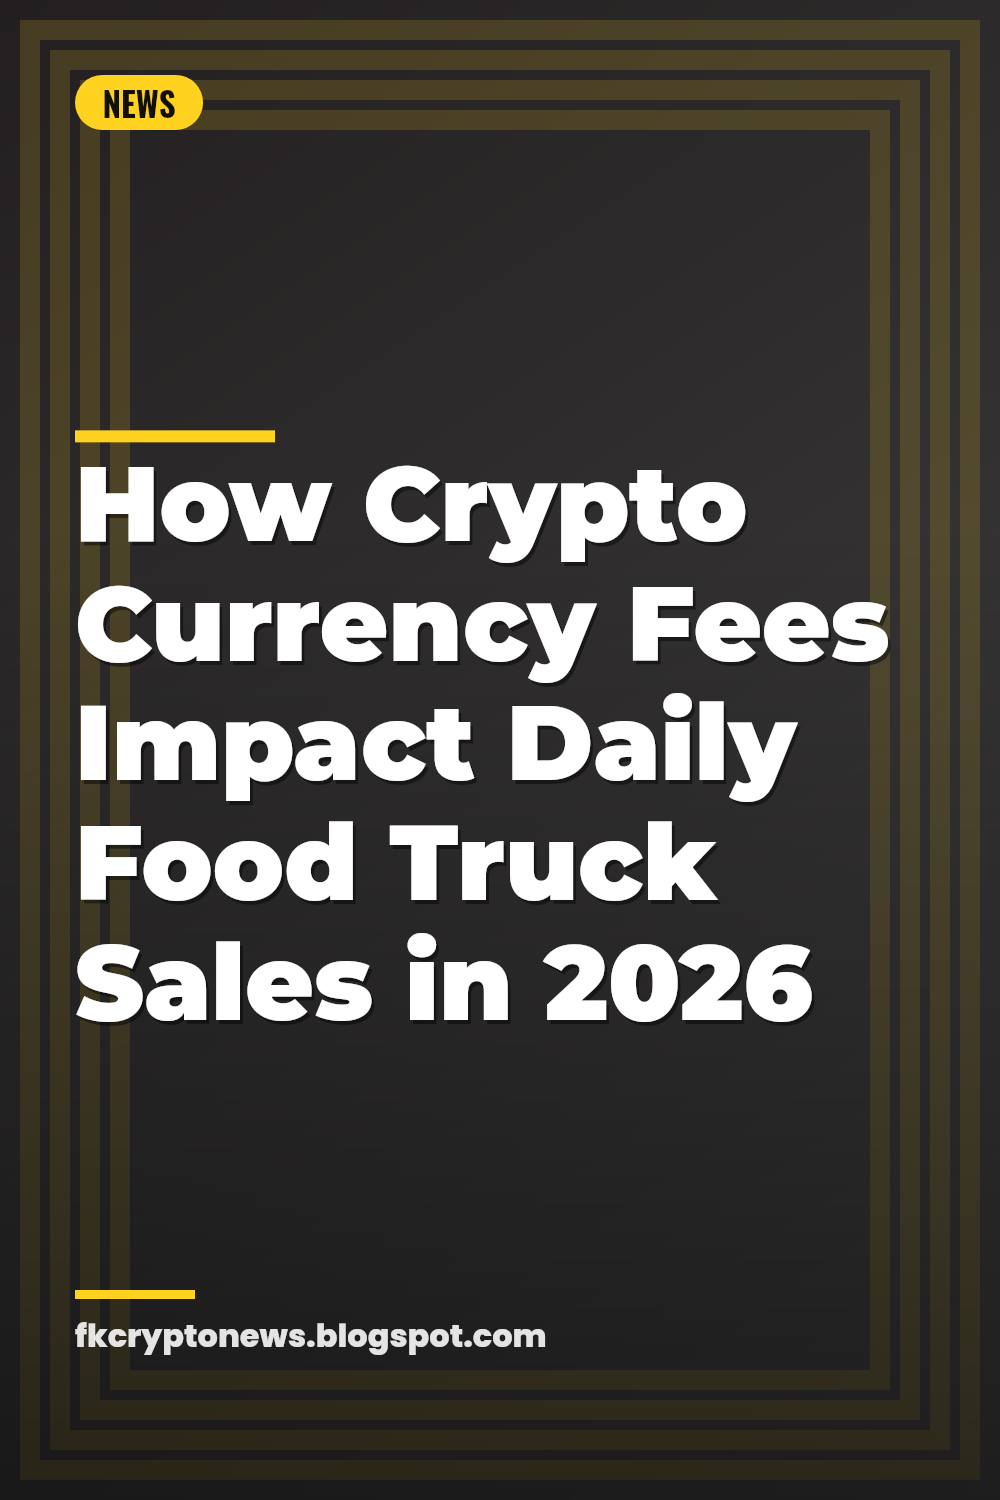 NEWS
How Crypto
Currency Fees
Impact Daily
Food Truck
Sales in 2026
fkcryptonews.blogspot.com